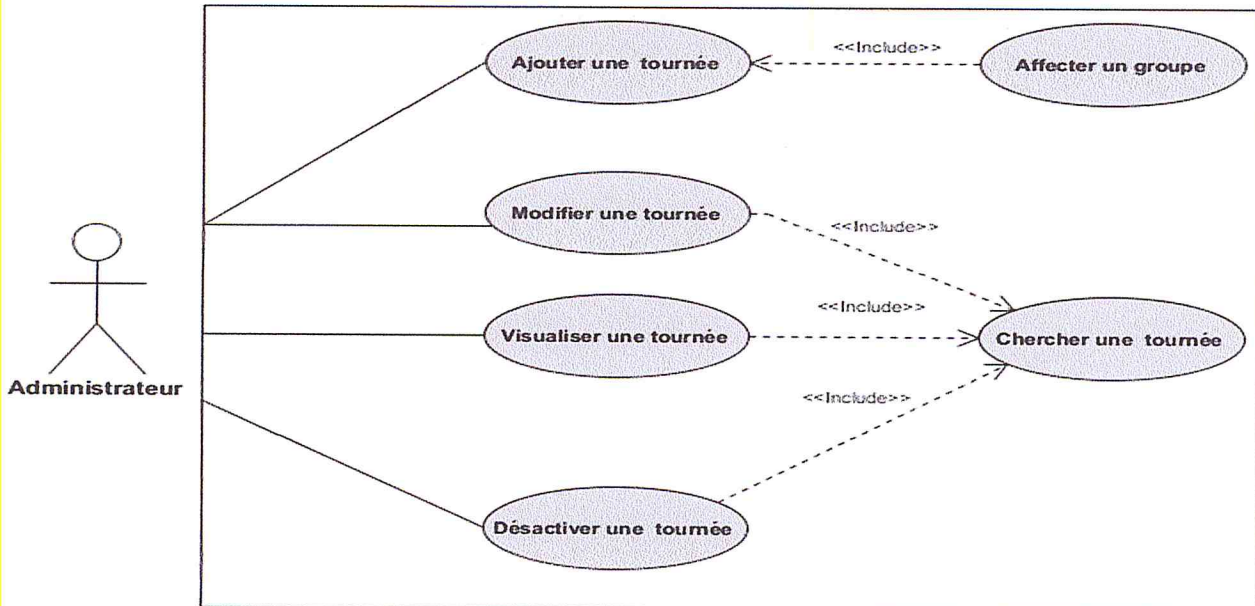 Ajouter une tournée
<<Include>>
Affecter un groupe
Modifier une tournée
<<Include>>
<<Include>>
Visualiser une tournée
Chercher une tournée
Administrateur
<<Include>>
Désactiver une tournée